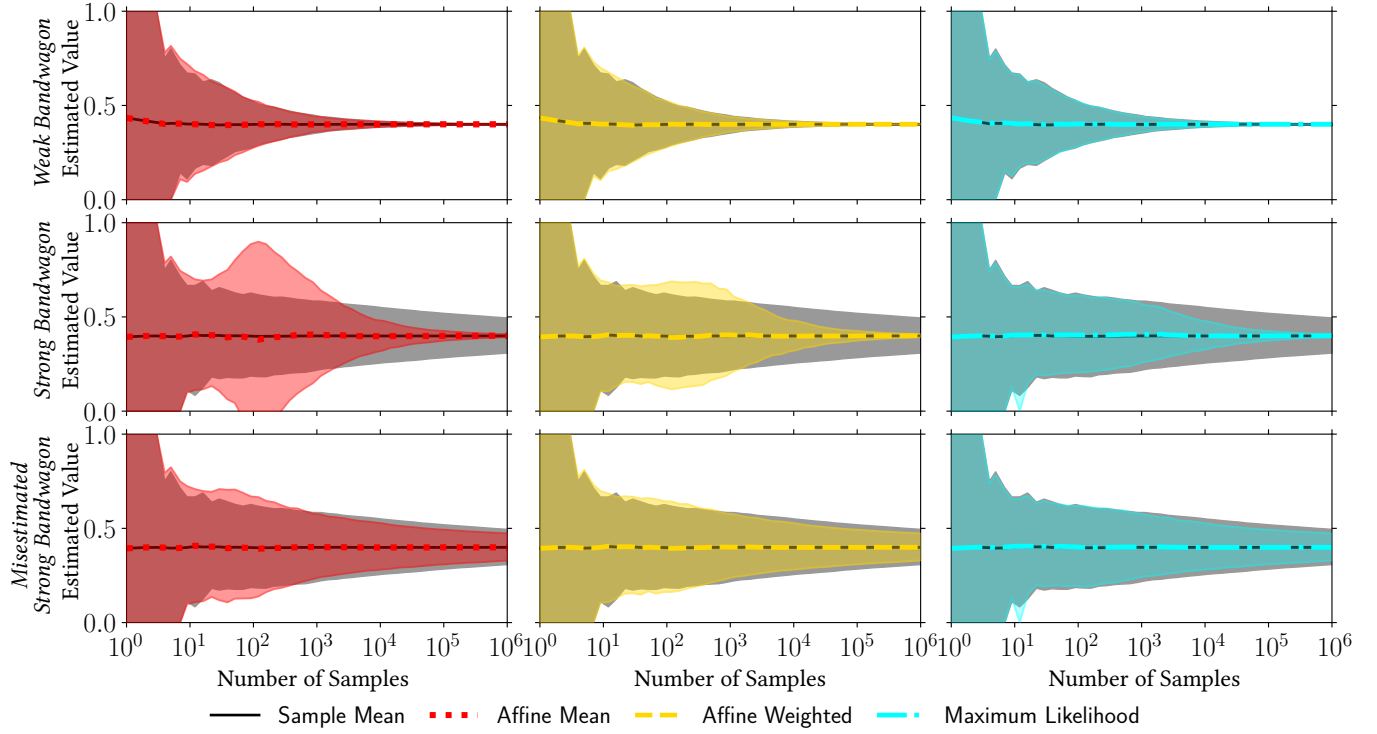 Weak Bandwagon
Estimated Value
1.0
0.5
0.0
Strong Bandwagon
Estimated Value
1.0
0.5
0.0
Misestimated
Strong Bandwagon
Estimated Value
1.0
0.5
0.0
10^0 10^1 10^2 10^3 10^4 10^5 10^6
10^0 10^1 10^2 10^3 10^4 10^5 10^6
10^0 10^1 10^2 10^3 10^4 10^5 10^6
Number of Samples
Number of Samples
Number of Samples
Sample Mean Affine Mean Affine Weighted Maximum Likelihood